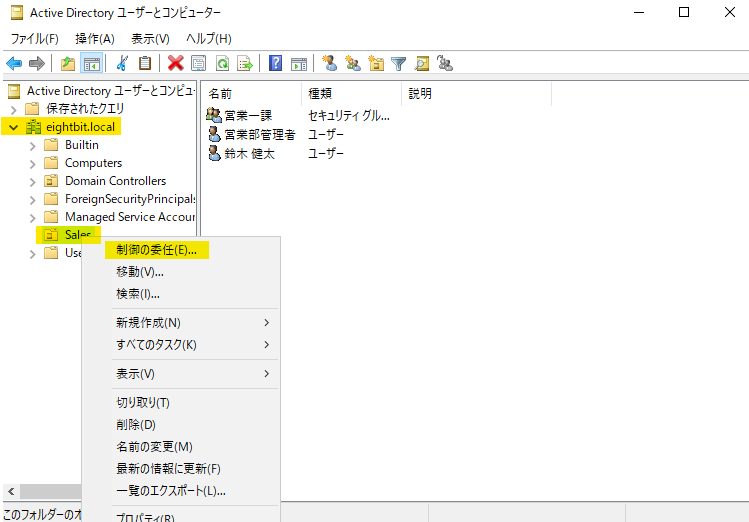 Active Directory ユーザーとコンピューター
ファイル(F) 操作(A) 表示(V) ヘルプ(H)
Active Directory ユーザーとコンピュ
保存されたクエリ
eightbit.local
Builtin
Computers
Domain Controllers
ForeignSecurityPrincipals
Managed Service Accour
Sales
Use
名前 種類 説明
営業一課 セキュリティ グル...
営業部管理者 ユーザー
鈴木 健太 ユーザー
制御の委任(E)...
移動(V)...
検索(I)...
新規作成(N)
すべてのタスク(K)
表示(V)
切り取り(T)
削除(D)
名前の変更(M)
最新の情報に更新(F)
一覧のエクスポート(L)...
プロパティ(R)
このフォルダーのオ